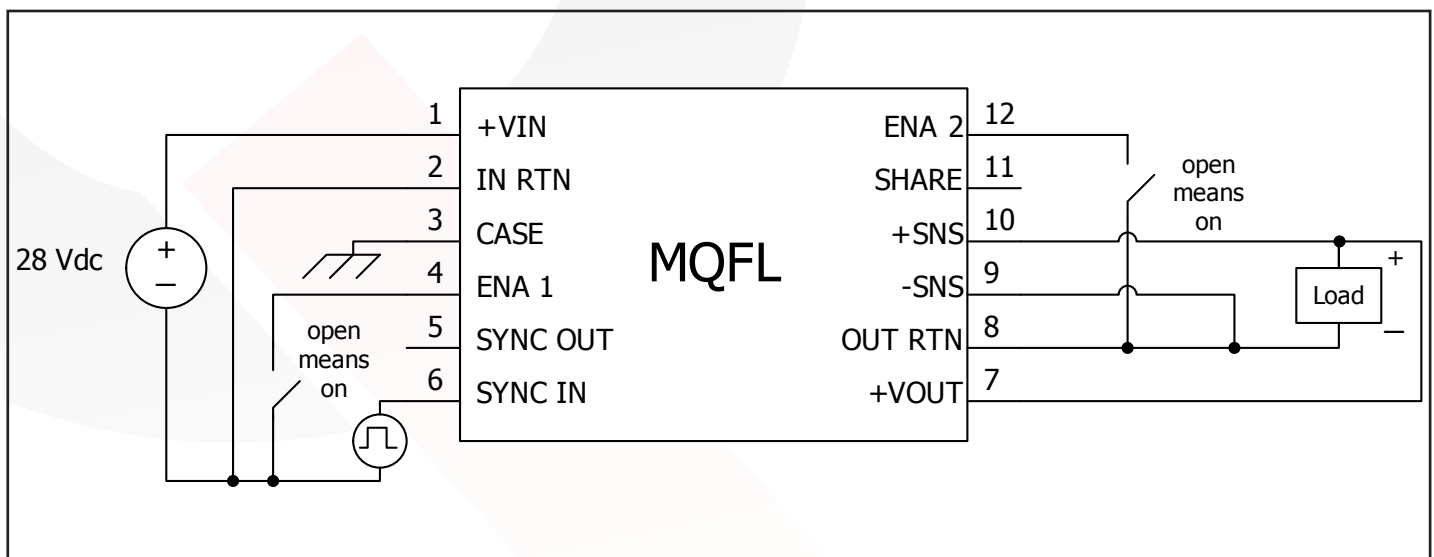 1
+VIN
2
IN RTN
3
CASE
4
ENA 1
5
SYNC OUT
6
SYNC IN
28 Vdc
+
–
open
means
on
MQFL
12
ENA 2
11
SHARE
10
+SNS
9
-SNS
8
OUT RTN
7
+VOUT
open
means
on
+
Load
–